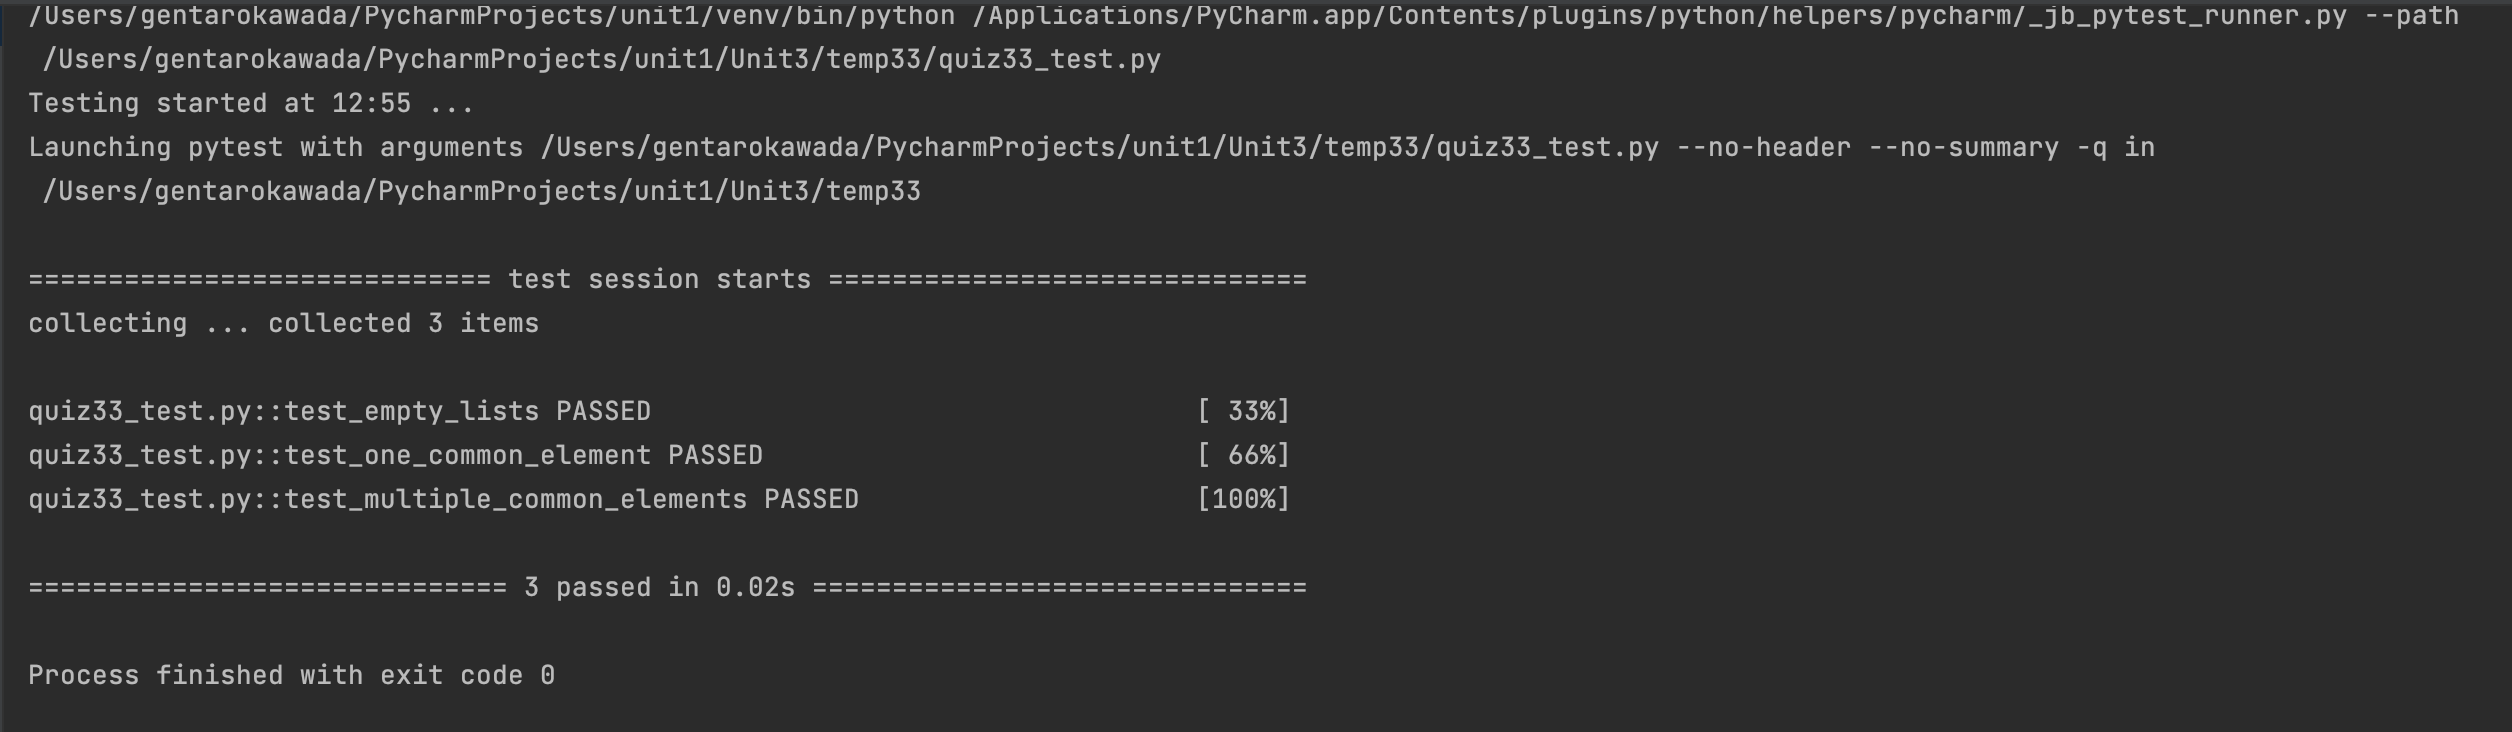 /Users/gentarokawada/PycharmProjects/unit1/venv/bin/python /Applications/PyCharm.app/Contents/plugins/python/helpers/pycharm/_jb_pytest_runner.py --path
/Users/gentarokawada/PycharmProjects/unit1/Unit3/temp33/quiz33_test.py
Testing started at 12:55 ...
Launching pytest with arguments /Users/gentarokawada/PycharmProjects/unit1/Unit3/temp33/quiz33_test.py --no-header --no-summary -q in
/Users/gentarokawada/PycharmProjects/unit1/Unit3/temp33
============================= test session starts ==============================
collecting ... collected 3 items
quiz33_test.py::test_empty_lists PASSED [ 33%]
quiz33_test.py::test_one_common_element PASSED [ 66%]
quiz33_test.py::test_multiple_common_elements PASSED [100%]
============================== 3 passed in 0.02s ===============================
Process finished with exit code 0